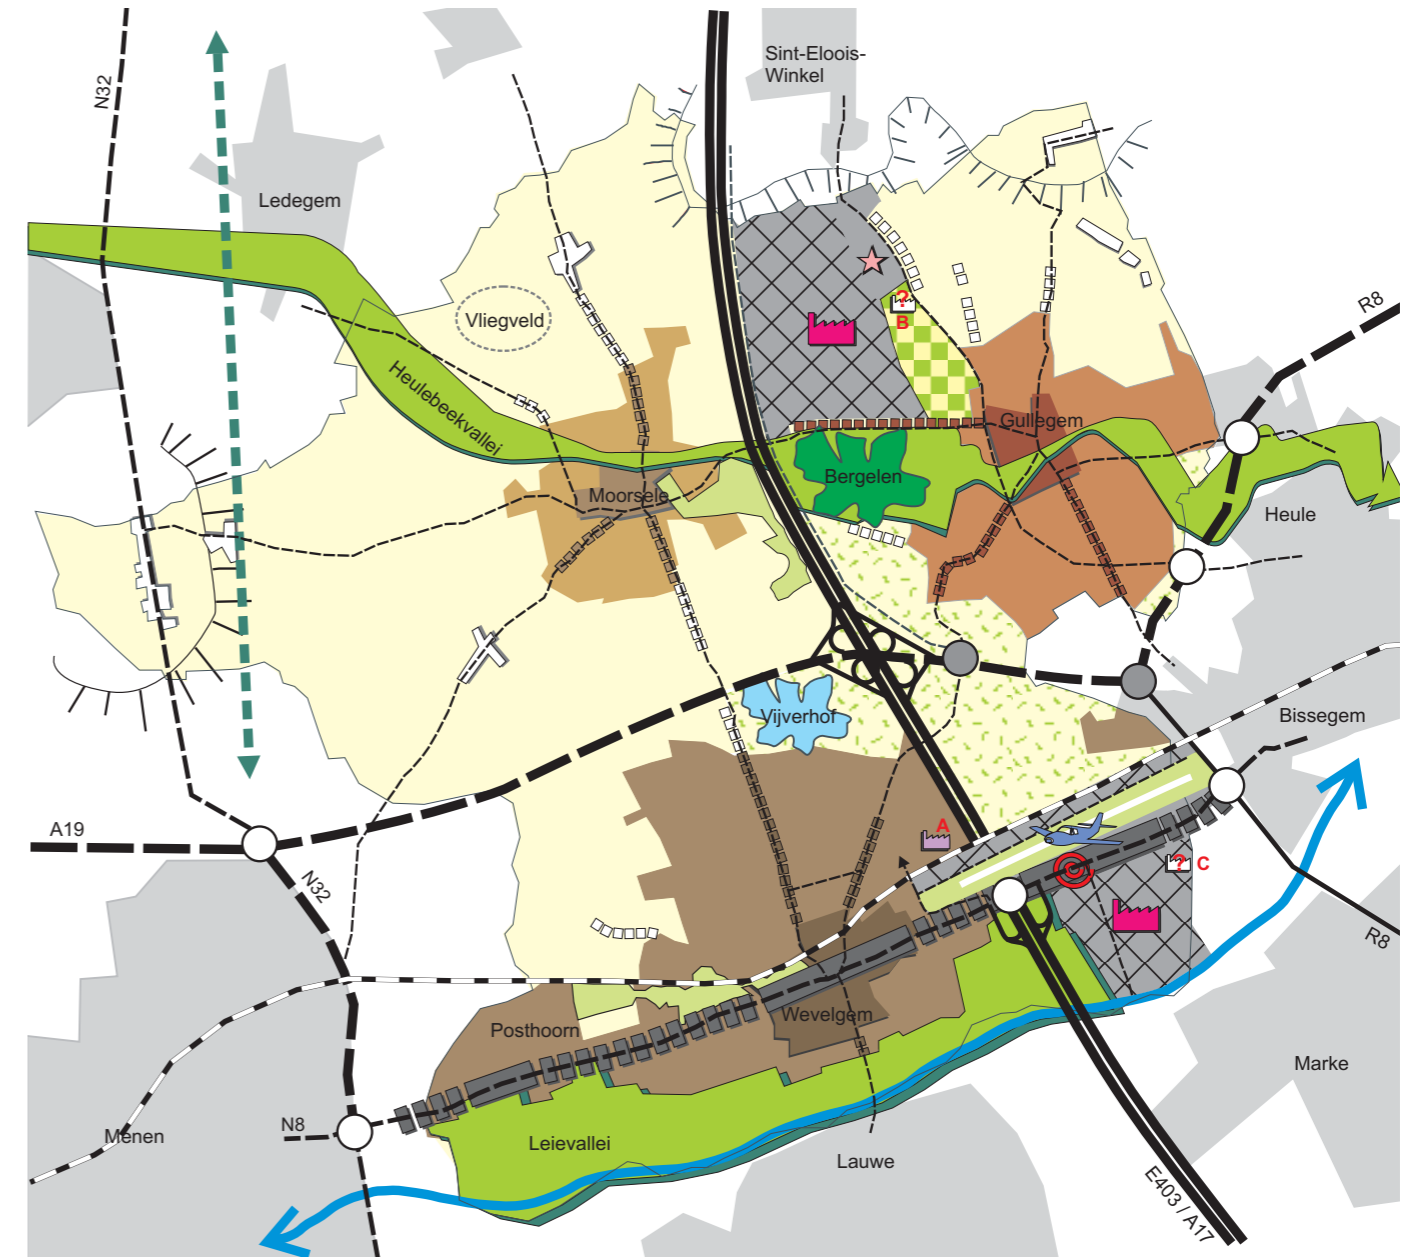 Sint-Eloois-
Winkel
N32
Ledegem
R8
?
B
Vliegveld
Heulebeekvallei
Gullegem
Bergelen
Moorsele
Heule
Vijverhof
Bissegem
A19
A
N32
? C
R8
Wevelgem
Posthoorn
Marke
N8
Menen
Leievallei
Lauwe
E403 / A17